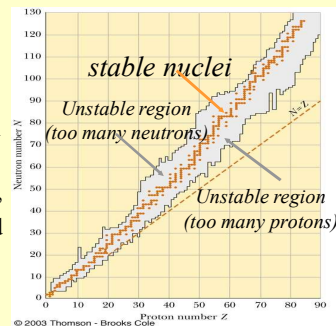 130
120
110
100
90
80
70
60
50
40
30
20
10
0
Neutron number N
stable nuclei
Unstable region
(too many neutrons)
N=Z
Unstable region
(too many protons)
0 10 20 30 40 50 60 70 80 90
Proton number Z
© 2003 Thomson - Brooks Cole
,
d